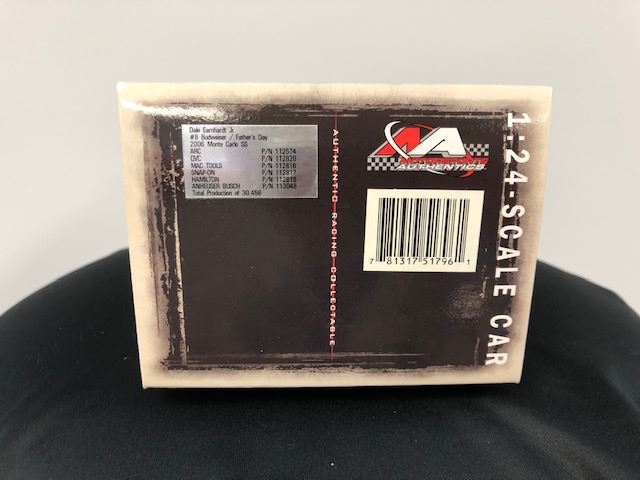 Dale Earnhardt Jr.
#8 Budweiser / Father's Day
2006 Monte Carlo SS
ARC P/N 112574
QVC P/N 112820
MAC TOOLS P/N 112816
SNAP-ON P/N 112817
HAMILTON P/N 112818
ANHEUSER BUSCH P/N 113048
Total Production of 30,456
AUTHENTIC RACING COLLECTABLE
MA
MOTORSPORTS
AUTHENTICS
7 81317 51796 1
1:24-SCALE CAR